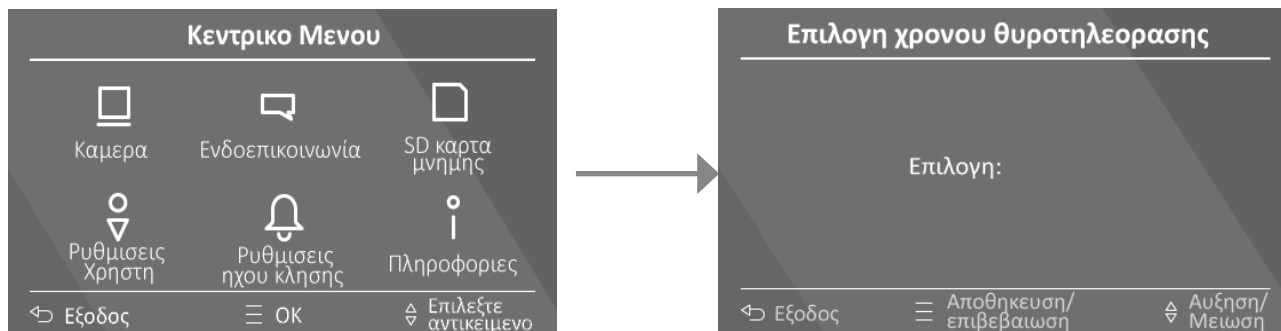 Κεντρικο Μενου
Καμερα
Ενδοεπικοινωνία
SD καρτα
μνημης
Ρυθμισεις
Χρηστη
Ρυθμισεις
ηχου κλησης
Πληροφοριες
Εξοδος
OK
Επιλεξτε
αντικειμενο
Επιλογη χρονου θυροτηλεορασης
Επιλογη:
Εξοδος
Αποθηκευση/
επιβεβαιωση
Αυξηση/
Μειωση